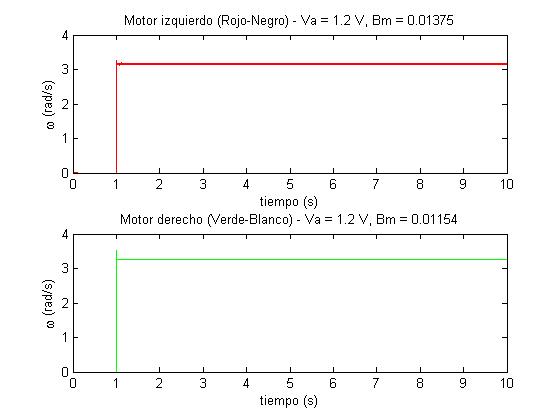 Motor izquierdo (Rojo-Negro) - Va = 1.2 V, Bm = 0.01375
4
3
2
1
0
ω (rad/s)
0 1 2 3 4 5 6 7 8 9 10
tiempo (s)
Motor derecho (Verde-Blanco) - Va = 1.2 V, Bm = 0.01154
4
3
2
1
0
ω (rad/s)
0 1 2 3 4 5 6 7 8 9 10
tiempo (s)